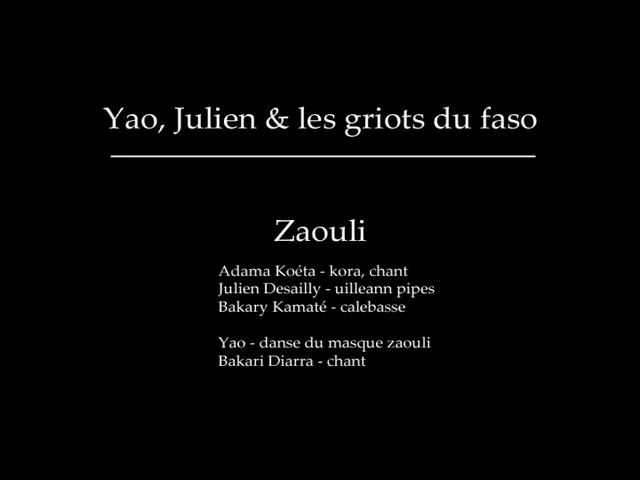 Yao, Julien & les griots du faso
Zaouli
Adama Koéta - kora, chant
Julien Desailly - uilleann pipes
Bakary Kamaté - calebasse
Yao - danse du masque zaouli
Bakari Diarra - chant